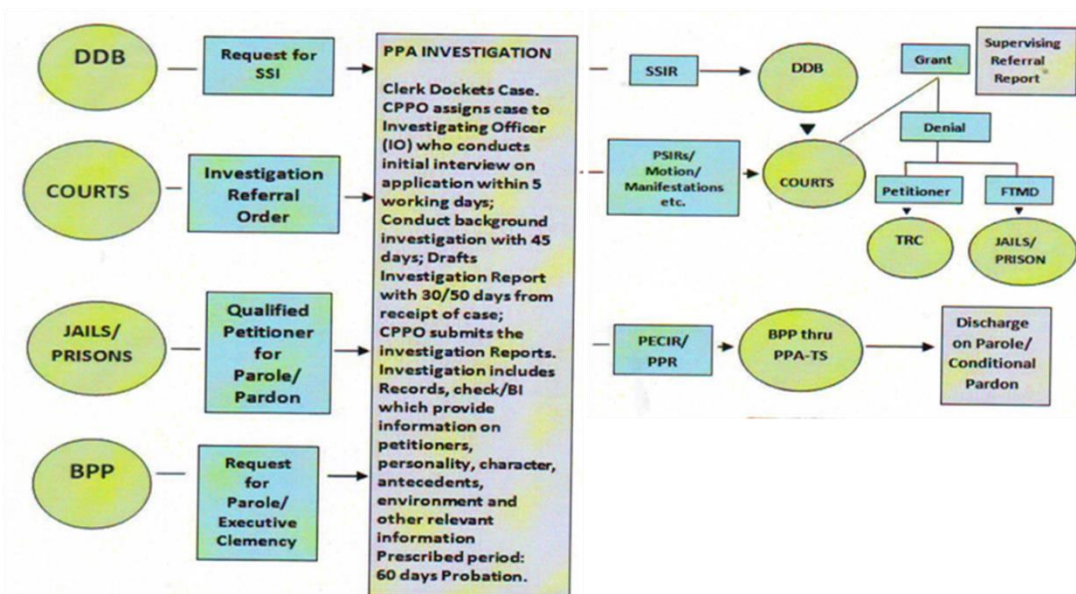 DDB
Request for
SSI
COURTS
Investigation
Referral
Order
JAILS/
PRISONS
Qualified
Petitioner
for
Parole/
Pardon
BPP
Request
for
Parole/
Executive
Clemency
PPA INVESTIGATION
Clerk Dockets Case.
CPPO assigns case to
Investigating Officer
(IO) who conducts
initial interview on
application within 5
working days;
Conduct background
investigation with 45
days; Drafts
Investigation Report
with 30/50 days from
receipt of case;
CPPO submits the
investigation Reports.
Investigation includes
Records, check/BI
which provide
information on
petitioners,
personality, character,
antecedents,
environment and
other relevant
information
Prescribed period:
60 days Probation.
SSIR
DDB
PSIRs/
Motion/
Manifestations
etc.
COURTS
Grant
Supervising
Referral
Report
Denial
Petitioner
FTMD
TRC
JAILS/
PRISON
PECIR/
PPR
BPP thru
PPA-TS
Discharge
on Parole/
Conditional
Pardon